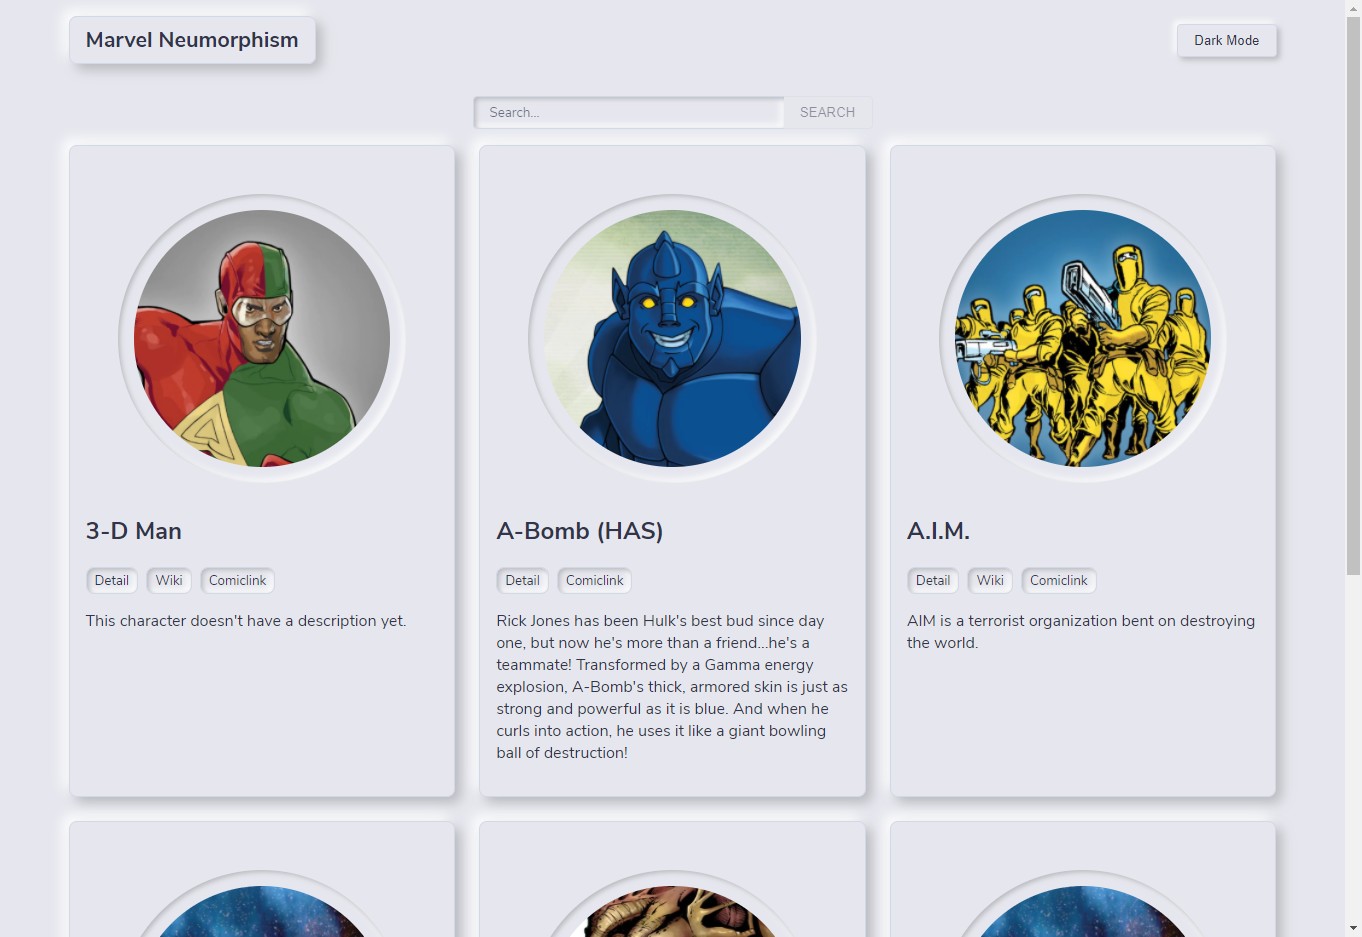 Marvel Neumorphism
Dark Mode
Search...
SEARCH
3-D Man
Detail Wiki Comiclink
This character doesn't have a description yet.
A-Bomb (HAS)
Detail Comiclink
Rick Jones has been Hulk's best bud since day
one, but now he's more than a friend...he's a
teammate! Transformed by a Gamma energy
explosion, A-Bomb's thick, armored skin is just as
strong and powerful as it is blue. And when he
curls into action, he uses it like a giant bowling
ball of destruction!
A.I.M.
Detail Wiki Comiclink
AIM is a terrorist organization bent on destroying
the world.